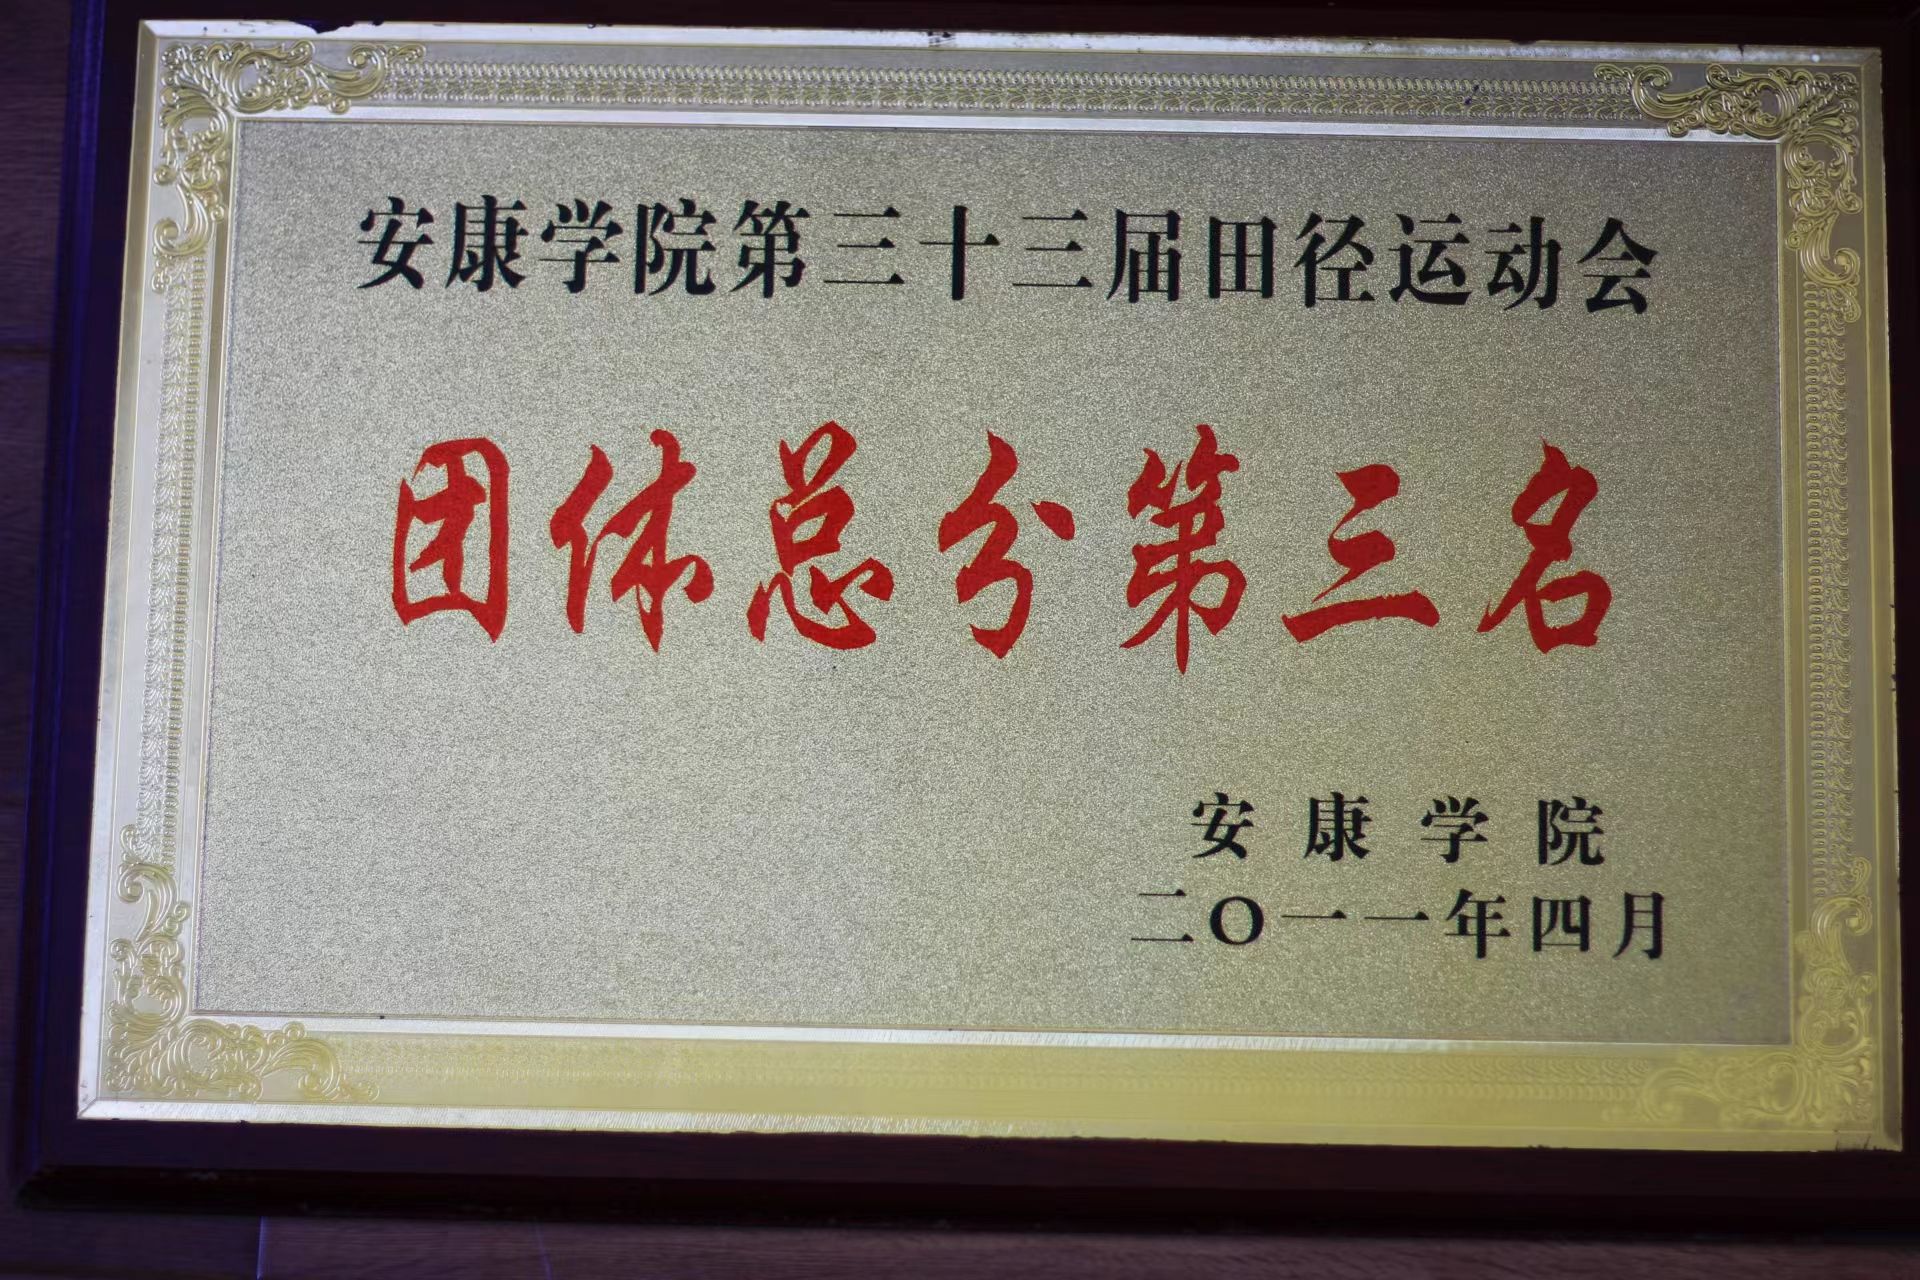 安康学院第三十三届田径运动会
团体总分第三名
安康学院
二〇一一年四月